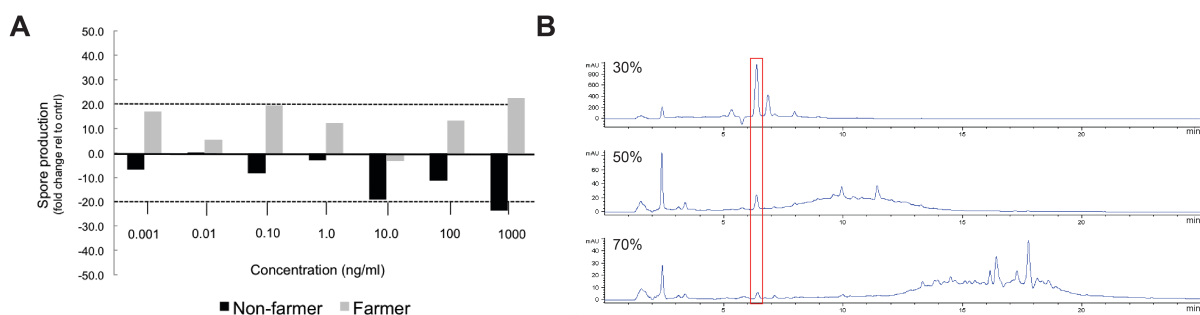 A
50.0
40.0
30.0
20.0
10.0
0.0
-10.0
-20.0
-30.0
-40.0
-50.0
Spore production
(fold change rel to cntrl)
0.001 0.01 0.10 1.0 10.0 100 1000
Concentration (ng/ml)
Non-farmer Farmer
B
mAU
30%
800
600
400
200
0
5 10 15 20 min
mAU
50%
60
40
20
0
5 10 15 20 min
mAU
70%
40
30
20
10
0
5 10 15 20 min